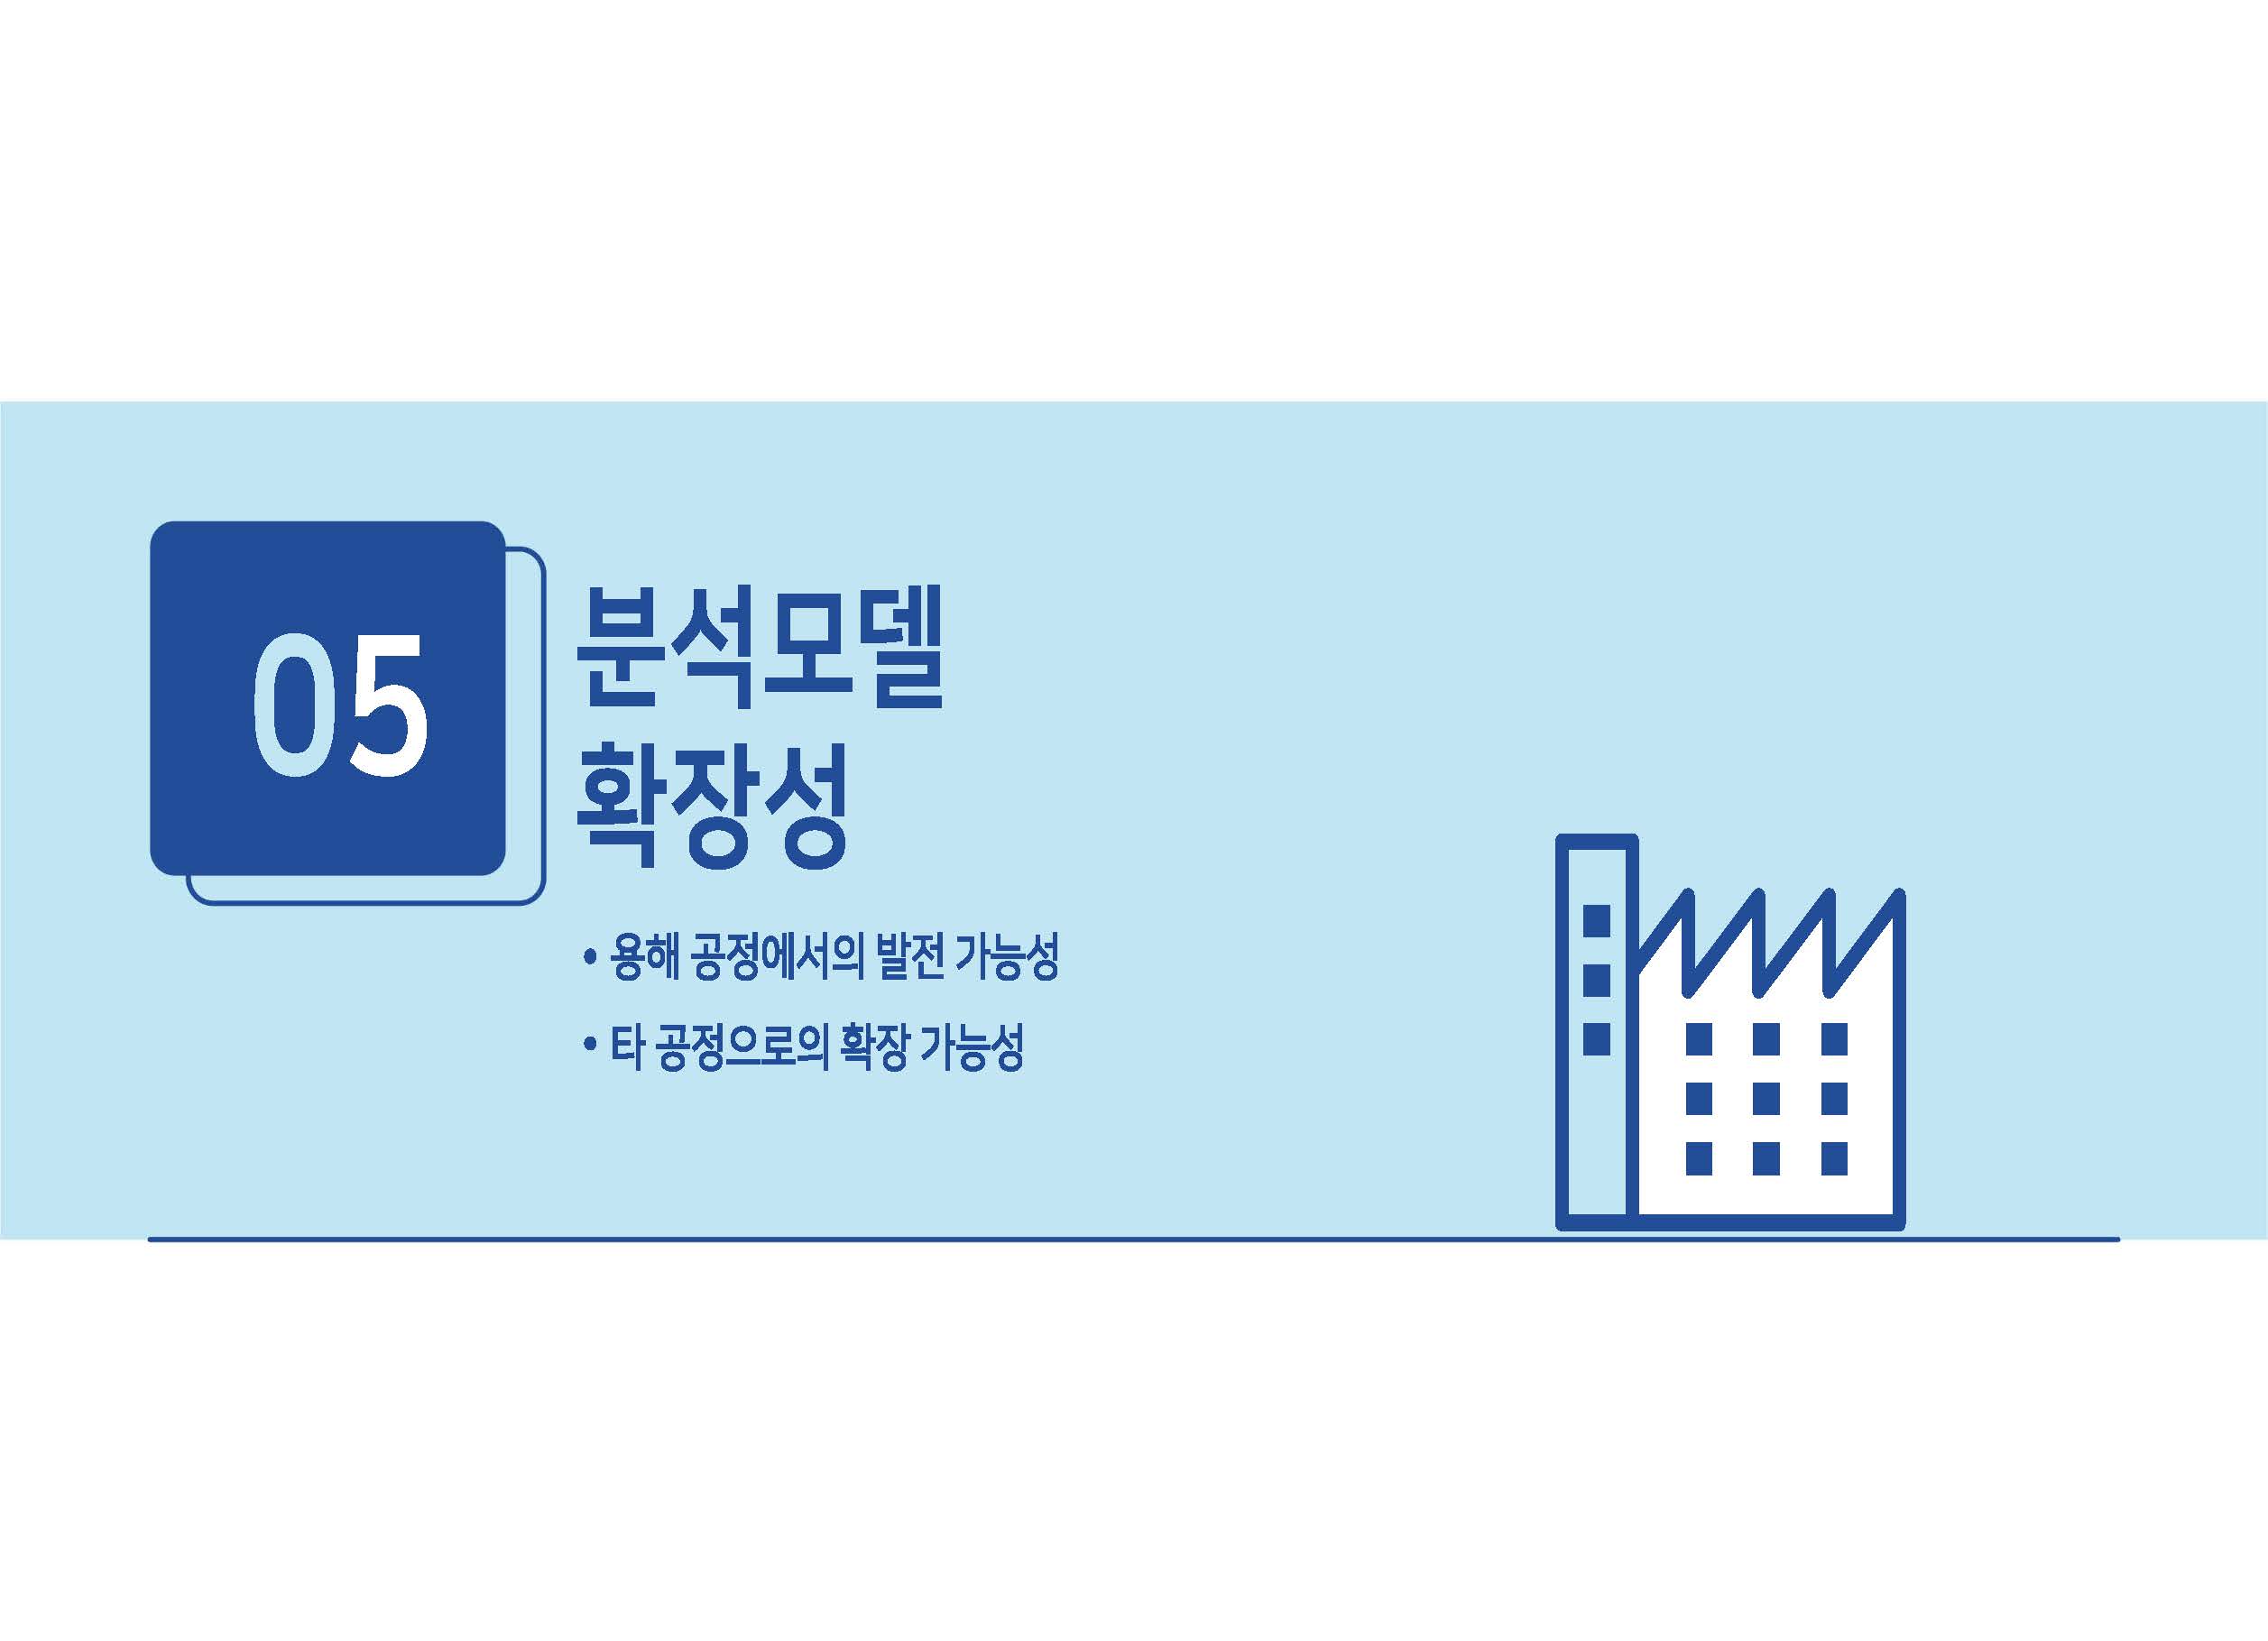 05
분석모델
확장성
• 용해 공정에서의 발전 가능성
• 타 공정으로의 확장 가능성